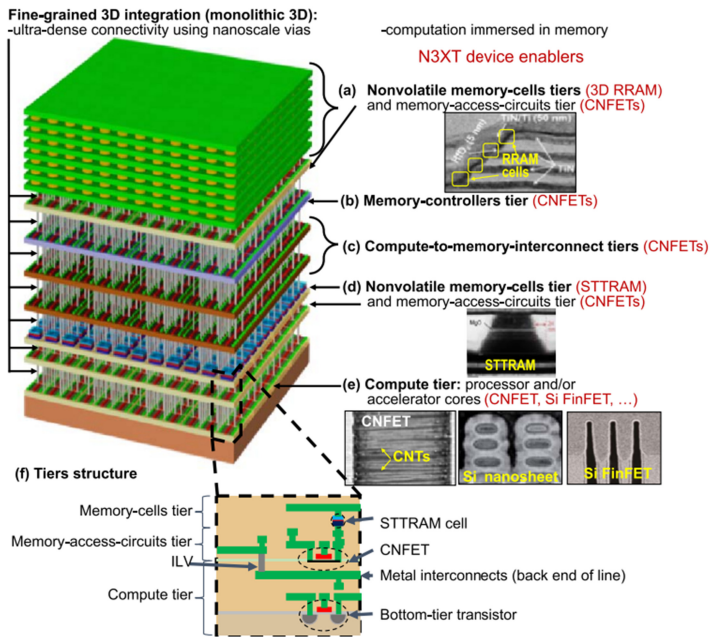 Fine-grained 3D integration (monolithic 3D):
-ultra-dense connectivity using nanoscale vias
-computation immersed in memory
N3XT device enablers
(a) Nonvolatile memory-cells tiers (3D RRAM)
and memory-access-circuits tier (CNFETs)
TiN/Ti (50 nm)
HfOx (5 nm)
RRAM
cells
TiN
(b) Memory-controllers tier (CNFETs)
(c) Compute-to-memory-interconnect tiers (CNFETs)
(d) Nonvolatile memory-cells tier (STTRAM)
and memory-access-circuits tier (CNFETs)
MgO
STTRAM
(e) Compute tier: processor and/or
accelerator cores (CNFET, Si FinFET, ...)
CNFET
CNTs
Si nanosheet
Si FinFET
(f) Tiers structure
Memory-cells tier
Memory-access-circuits tier
ILV
Compute tier
STTRAM cell
CNFET
Metal interconnects (back end of line)
Bottom-tier transistor